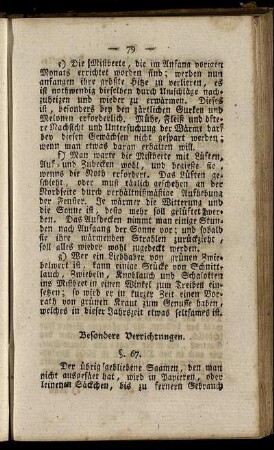 — 79 —
e) Die Mistbeete, die im Anfang vorigen
Monats errichtet worden sind; werden nun
anfangen ihre größte Hitze zu verlieren, es
ist nothwendig dieselben durch Umschläge nach-
zuheizen und wieder zu erwärmen. Dieses
ist, besonders bey den zärtlichen Gurken und
Melonen erforderlich. Mühe, Fleis und öfte-
re Nachsicht und Untersuchung der Wärme darf
bey diesen Gewächsen nicht gespart werden;
wenn man etwas daran erhalten will.
f) Man warte die Mistbeete mit Lüften,
Auf- und Zudecken wohl, und begieße sie
wenns die Noth erfordert. Das Lüften ge-
schieht, oder muß täglich geschehen an der
Nordseite durch verhältnißmäßige Aufhebung
der Fenster. Je wärmer die Witterung und
die Sonne ist, desto mehr soll gelüftet wer-
den. Das Aufdecken nimmt man einige Stunden
nach Aufgang der Sonne vor; und sobald
sie ihre wärmenden Strahlen zurückzieht,
soll alles wieder wohl zugedeckt werden.
g) Wer ein Liebhaber von grünen Zwie-
belwerk ist, kann einige Stücke von Schnitt-
lauch, Zwiebeln, Knoblauch und Schalotten
ins Mistbeet in einen Winkel zum Treiben ein-
setzen; so wird er in kurzer Zeit einen Vor-
rath von grünen Kraut zum Genusse haben,
welches in dieser Jahrszeit etwas seltsames ist.
Besondere Verrichtungen.
§. 67.
Der übrig gebliebene Saamen, den man
nicht ausgesäet hat, wird in Papieren, oder
leinenen Säckchen, bis zu fernern Gebrauch